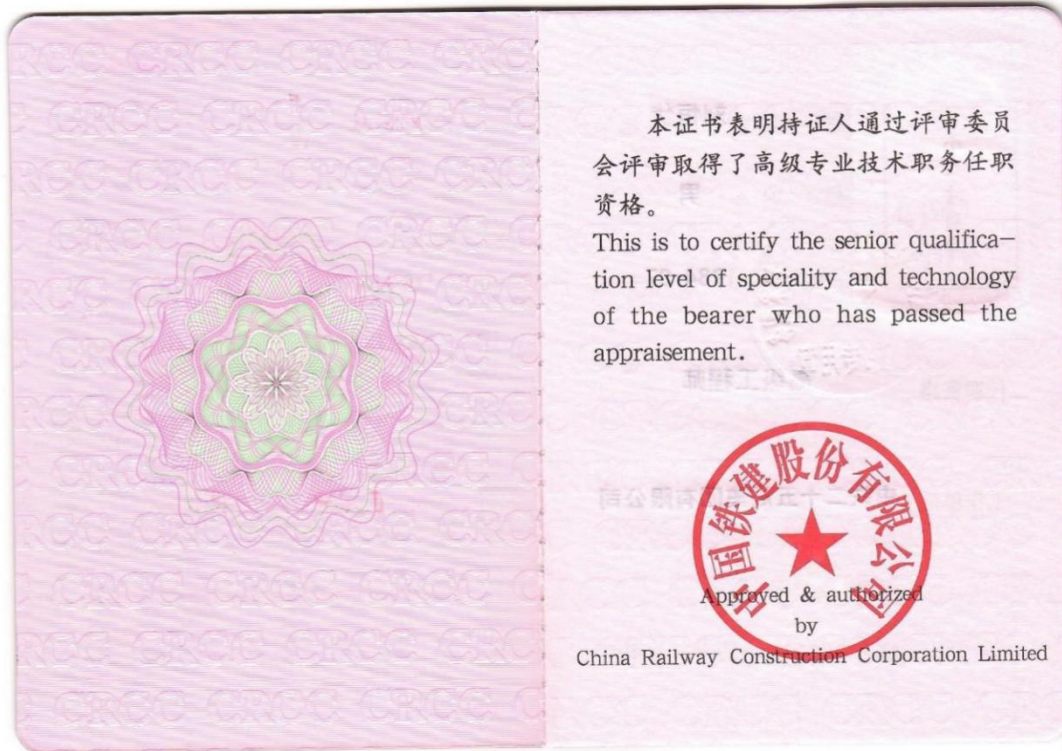 本证书表明持证人通过评审委员
会评审取得了高级专业技术职务任职
资格。
This is to certify the senior qualifica–
tion level of speciality and technology
of the bearer who has passed the
appraisement.
中国铁建股份有限公司
Approved & authorized
by
China Railway Construction Corporation Limited